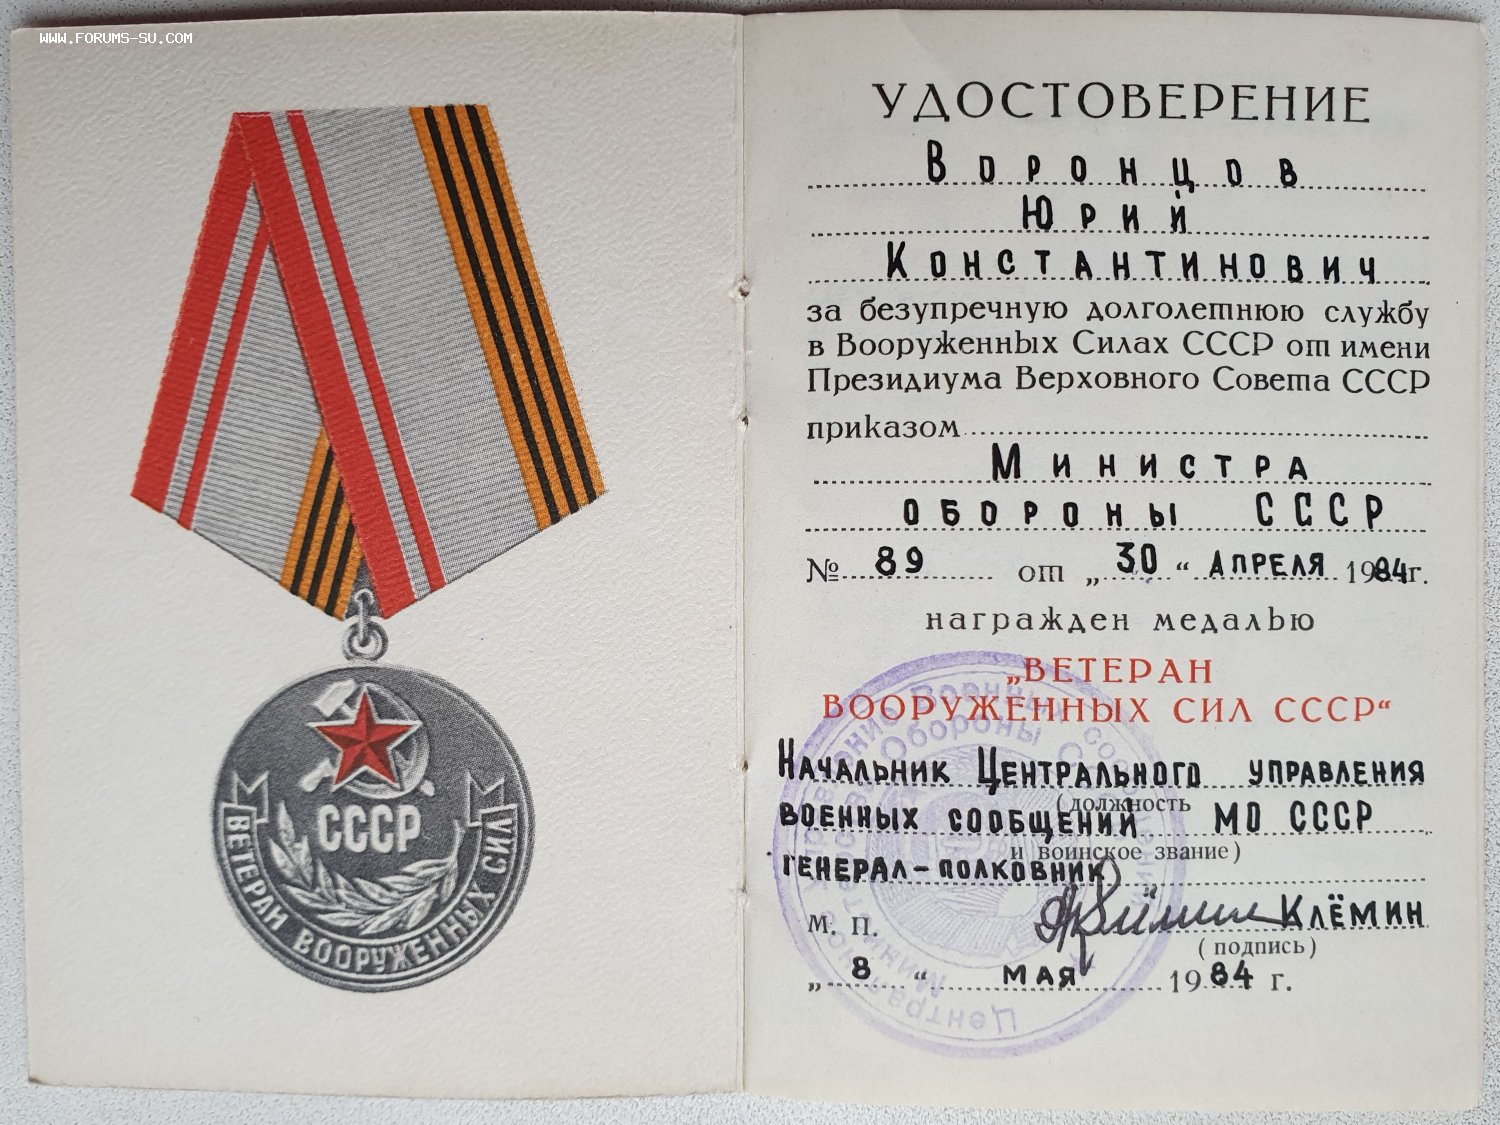 WWW.FORUMS-SU.COM
СССР
ВЕТЕРАН ВООРУЖЕННЫХ СИЛ
УДОСТОВЕРЕНИЕ
Воронцов
Юрий
Константинович
за безупречную долголетнюю службу
в Вооруженных Силах СССР от имени
Президиума Верховного Совета СССР
приказом
Министра
обороны СССР
№ 89 от „30“ апреля 1984г.
награжден медалью
„ВЕТЕРАН
ВООРУЖЕННЫХ СИЛ СССР“
Начальник Центрального управления
(должность
военных сообщений МО СССР
и воинское звание)
генерал-полковник
М. П. Клёмин
(подпись)
„8“ мая 1984 г.